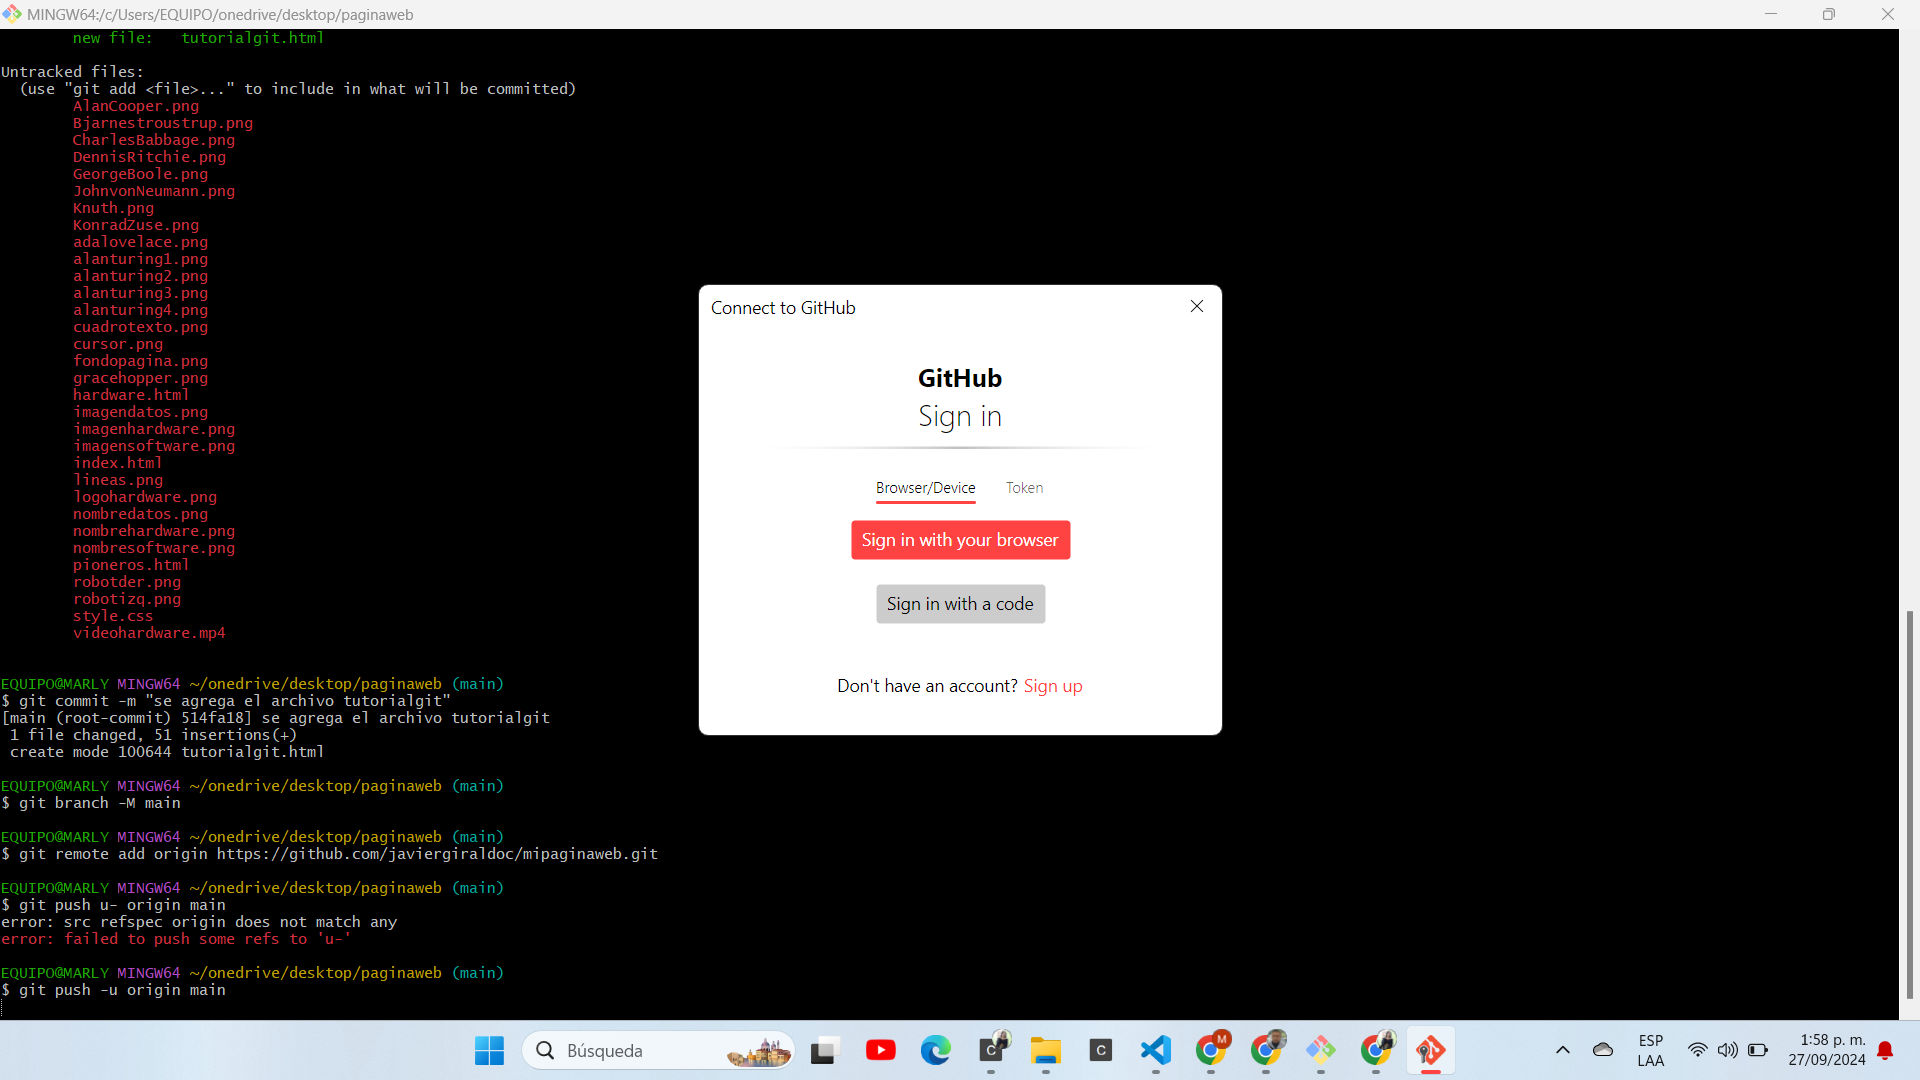 MINGW64:/c/Users/EQUIPO/onedrive/desktop/paginaweb
new file:   tutorialgit.html
Untracked files:
(use "git add <file>..." to include in what will be committed)
AlanCooper.png
Bjarnestroustrup.png
CharlesBabbage.png
DennisRitchie.png
GeorgeBoole.png
JohnvonNeumann.png
Knuth.png
KonradZuse.png
adalovelace.png
alanturing1.png
alanturing2.png
alanturing3.png
alanturing4.png
cuadrotexto.png
cursor.png
fondopagina.png
gracehopper.png
hardware.html
imagendatos.png
imagenhardware.png
imagensoftware.png
index.html
lineas.png
logohardware.png
nombredatos.png
nombrehardware.png
nombresoftware.png
pioneros.html
robotder.png
robotizq.png
style.css
videohardware.mp4
EQUIPO@MARLY MINGW64 ~/onedrive/desktop/paginaweb (main)
$ git commit -m "se agrega el archivo tutorialgit"
[main (root-commit) 514fa18] se agrega el archivo tutorialgit
1 file changed, 51 insertions(+)
create mode 100644 tutorialgit.html
EQUIPO@MARLY MINGW64 ~/onedrive/desktop/paginaweb (main)
$ git branch -M main
EQUIPO@MARLY MINGW64 ~/onedrive/desktop/paginaweb (main)
$ git remote add origin https://github.com/javiergiraldoc/mipaginaweb.git
EQUIPO@MARLY MINGW64 ~/onedrive/desktop/paginaweb (main)
$ git push u- origin main
error: src refspec origin does not match any
error: failed to push some refs to 'u-'
EQUIPO@MARLY MINGW64 ~/onedrive/desktop/paginaweb (main)
$ git push -u origin main
Connect to GitHub
GitHub
Sign in
Browser/Device Token
Sign in with your browser
Sign in with a code
Don't have an account? Sign up
Búsqueda
C
C
M
ESP
LAA
1:58 p. m.
27/09/2024